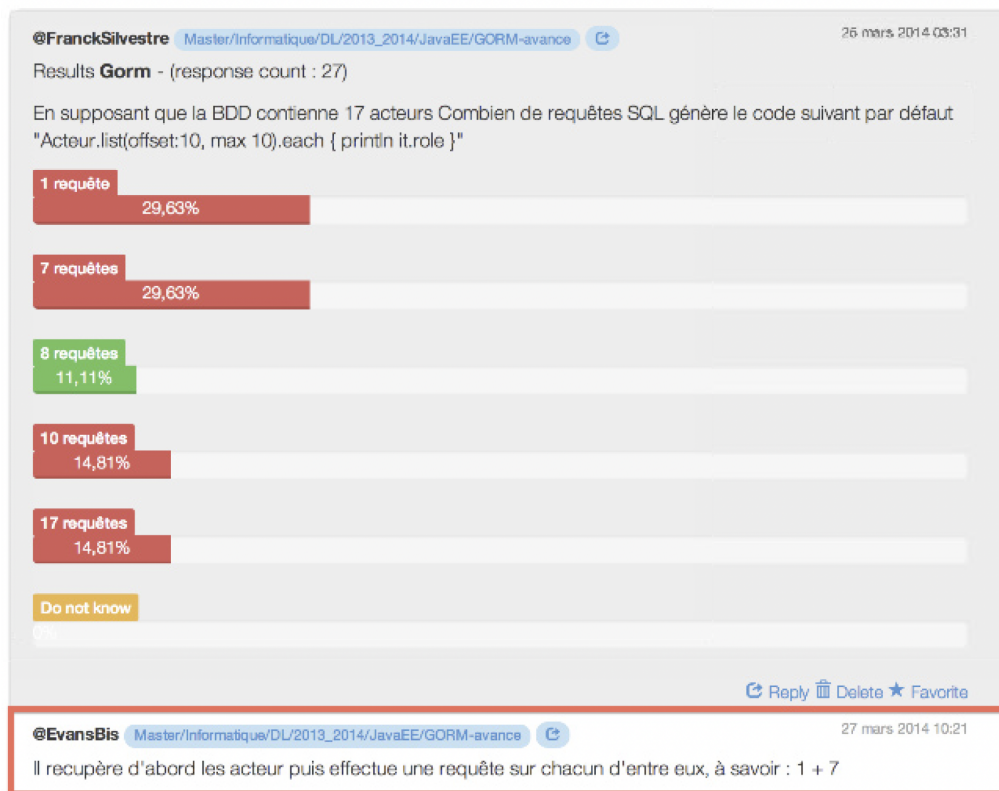 @FranckSilvestre Master/Informatique/DL/2013_2014/JavaEE/GORM-avance 26 mars 2014 03:31
Results Gorm - (response count : 27)
En supposant que la BDD contienne 17 acteurs Combien de requêtes SQL génère le code suivant par défaut
"Acteur.list(offset:10, max 10).each { println it.role }"
1 requête
29,63%
7 requêtes
29,63%
8 requêtes
11,11%
10 requêtes
14,81%
17 requêtes
14,81%
Do not know
0%
Reply Delete Favorite
@EvansBis Master/Informatique/DL/2013_2014/JavaEE/GORM-avance 27 mars 2014 10:21
Il recupère d'abord les acteur puis effectue une requête sur chacun d'entre eux, à savoir : 1 + 7